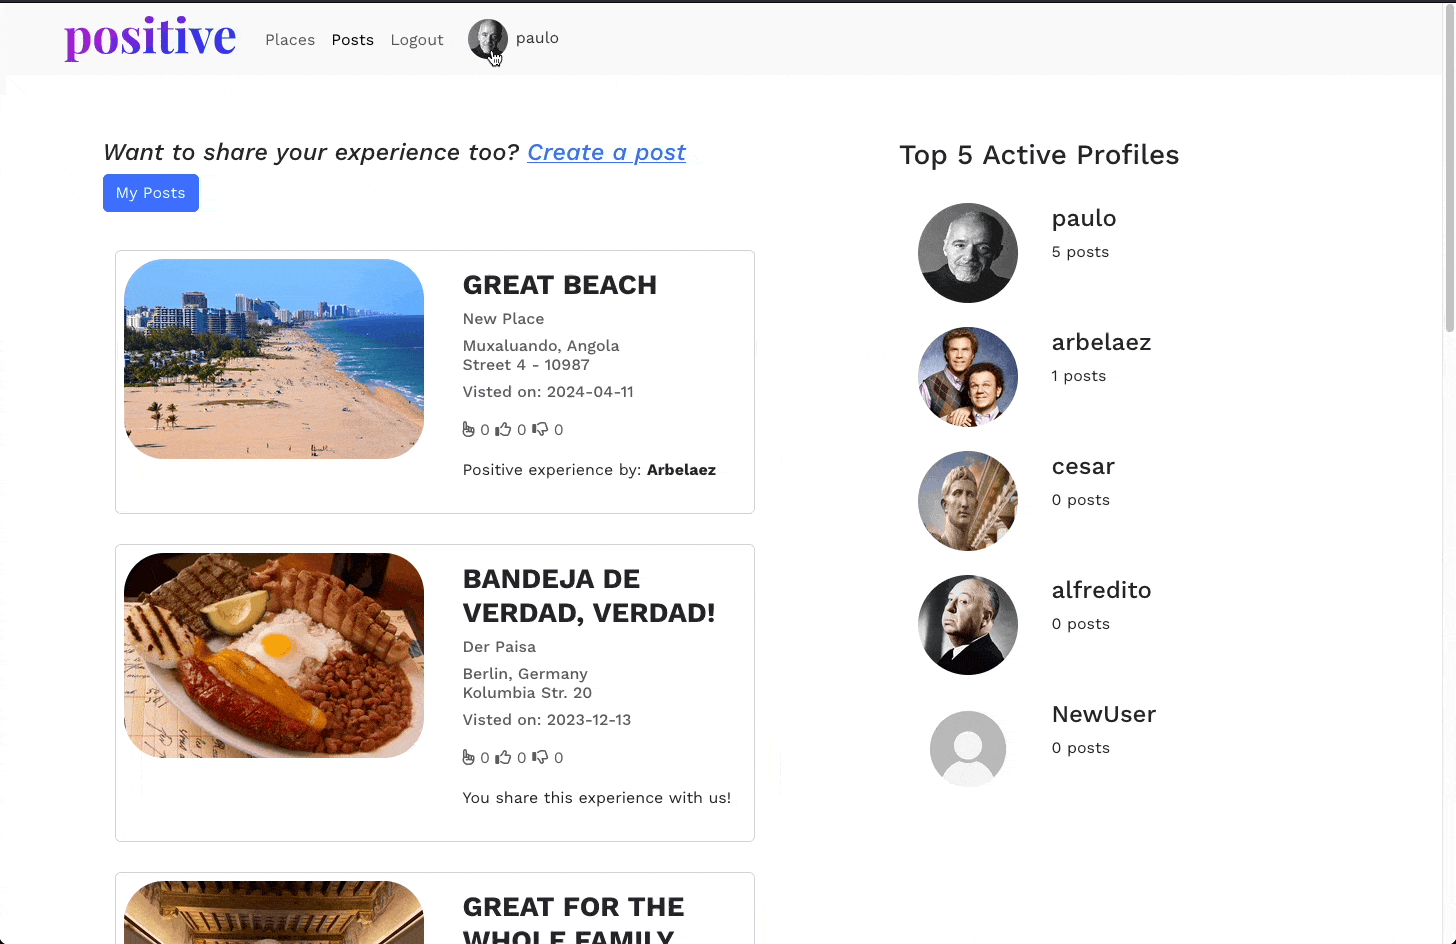 positive
Places
Posts
Logout
paulo
Want to share your experience too? Create a post
My Posts
GREAT BEACH
New Place
Muxaluando, Angola
Street 4 - 10987
Visted on: 2024-04-11
0 0 0
Positive experience by: Arbelaez
BANDEJA DE
VERDAD, VERDAD!
Der Paisa
Berlin, Germany
Kolumbia Str. 20
Visted on: 2023-12-13
0 0 0
You share this experience with us!
GREAT FOR THE
WHOLE FAMILY
Top 5 Active Profiles
paulo
5 posts
arbelaez
1 posts
cesar
0 posts
alfredito
0 posts
NewUser
0 posts